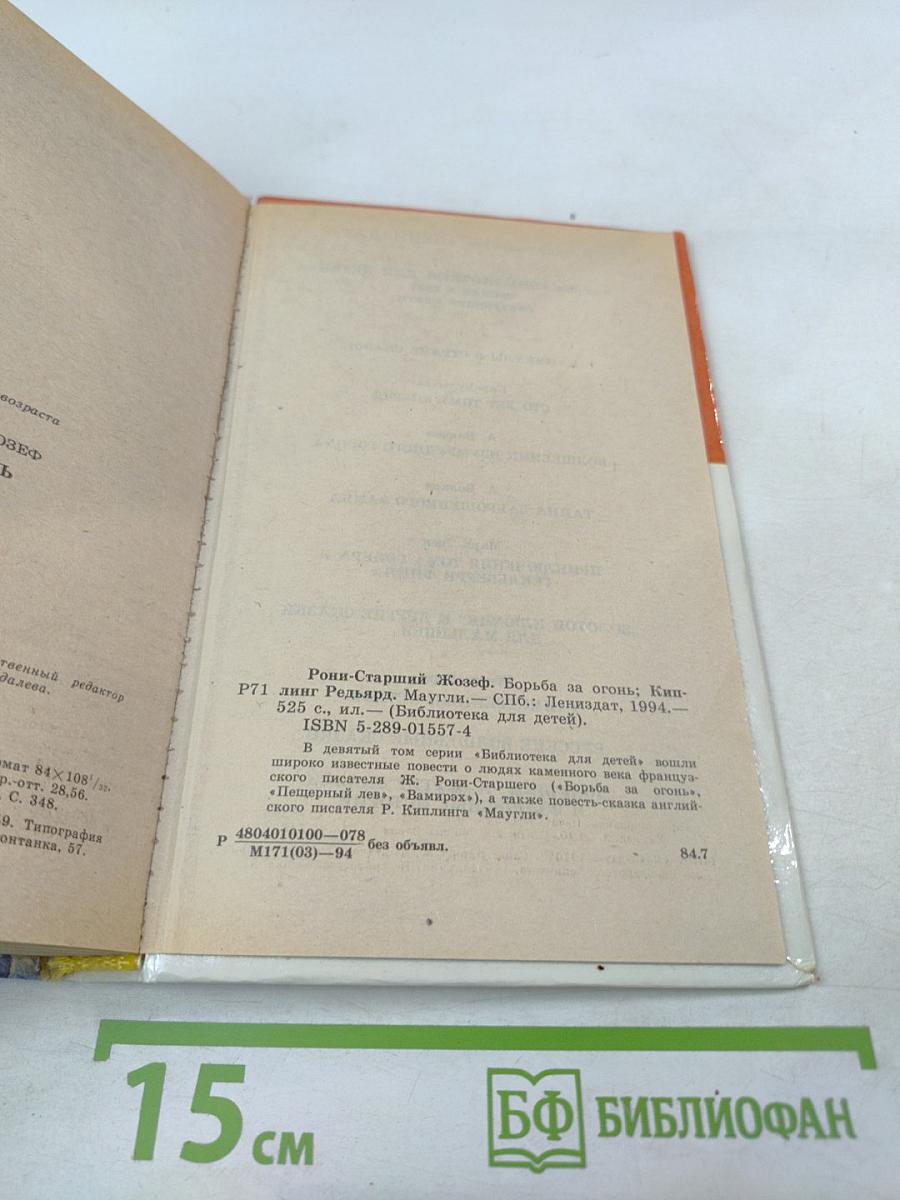 возраста
ОЗЕФ
Ь
твенный редактор
далева.
мат 84×108¹/₃₂.
р.-отт. 28,56.
С. 348.
9. Типография
онтанка, 57.
Рони-Старший Жозеф. Борьба за огонь; Кип-
Р71 линг Редьярд. Маугли.— СПб.: Лениздат, 1994.—
525 с., ил.— (Библиотека для детей).
ISBN 5-289-01557-4
В девятый том серии «Библиотека для детей» вошли
широко известные повести о людях каменного века француз-
ского писателя Ж. Рони-Старшего («Борьба за огонь»,
«Пещерный лев», «Вамирэх»), а также повесть-сказка англий-
ского писателя Р. Киплинга «Маугли».
Р 4804010100—078 без объявл. 84.7
М171(03)—94
15 см
БФ БИБЛИОФАН